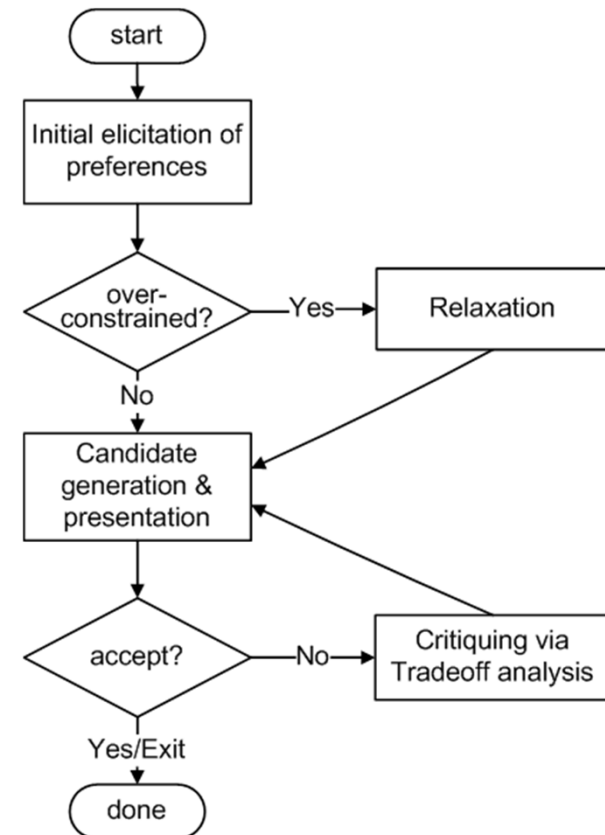 start
Initial elicitation of
preferences
over-
constrained?
Yes
Relaxation
No
Candidate
generation &
presentation
accept?
No
Critiquing via
Tradeoff analysis
Yes/Exit
done